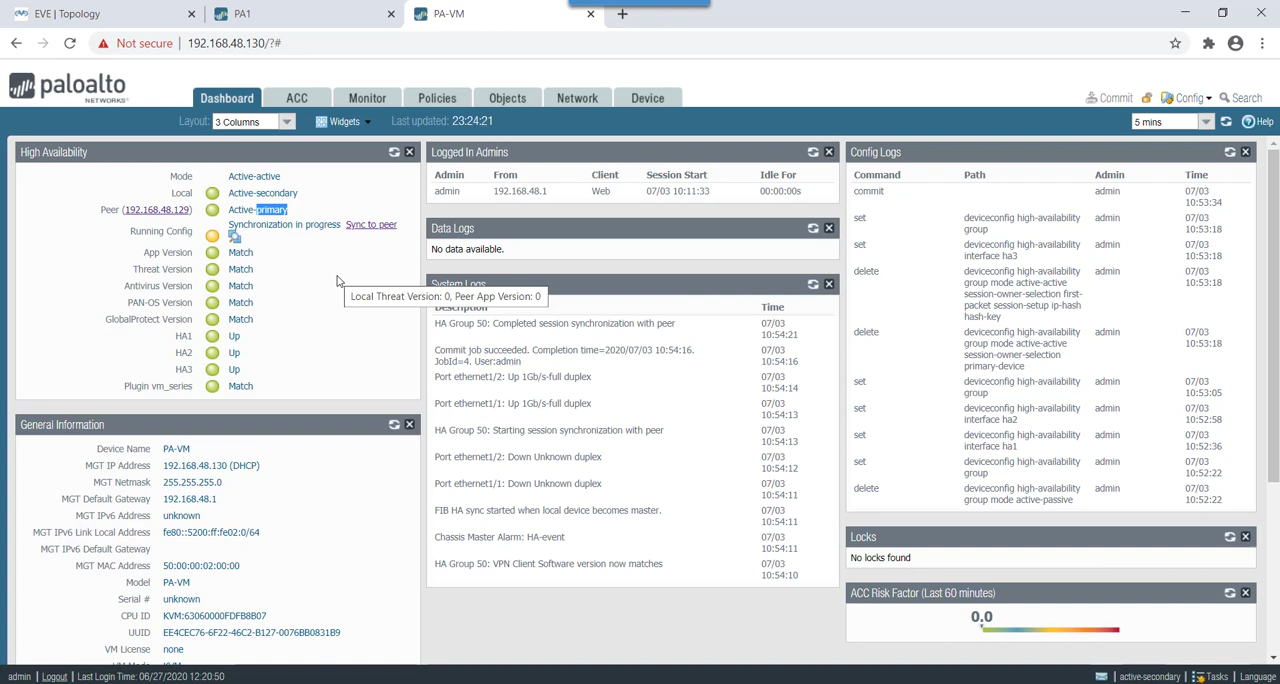 EVE | Topology
PA1
PA-VM
Not secure | 192.168.48.130/?#
paloalto
NETWORKS
Dashboard
ACC
Monitor
Policies
Objects
Network
Device
Commit
Config
Search
Layout: 3 Columns
Widgets
Last updated: 23:24:21
5 mins
Help
High Availability
Mode Active-active
Local Active-secondary
Peer (192.168.48.129) Active-primary
Running Config Synchronization in progress Sync to peer
App Version Match
Threat Version Match
Antivirus Version Match
PAN-OS Version Match
GlobalProtect Version Match
HA1 Up
HA2 Up
HA3 Up
Plugin vm_series Match
Local Threat Version: 0, Peer App Version: 0
General Information
Device Name PA-VM
MGT IP Address 192.168.48.130 (DHCP)
MGT Netmask 255.255.255.0
MGT Default Gateway 192.168.48.1
MGT IPv6 Address unknown
MGT IPv6 Link Local Address fe80::5200:ff:fe02:0/64
MGT IPv6 Default Gateway
MGT MAC Address 50:00:00:02:00:00
Model PA-VM
Serial # unknown
CPU ID KVM:63060000FDFB8B07
UUID EE4CEC76-6F22-46C2-B127-0076BB0831B9
VM License none
Logged In Admins
Admin From Client Session Start Idle For
admin 192.168.48.1 Web 07/03 10:11:33 00:00:00s
Data Logs
No data available.
System Logs
Description Time
HA Group 50: Completed session synchronization with peer 07/03
10:54:21
Commit job succeeded. Completion time=2020/07/03 10:54:16. 07/03
JobId=4. User:admin 10:54:16
Port ethernet1/2: Up 1Gb/s-full duplex 07/03
10:54:14
Port ethernet1/1: Up 1Gb/s-full duplex 07/03
10:54:13
HA Group 50: Starting session synchronization with peer 07/03
10:54:13
Port ethernet1/2: Down Unknown duplex 07/03
10:54:12
Port ethernet1/1: Down Unknown duplex 07/03
10:54:11
FIB HA sync started when local device becomes master. 07/03
10:54:11
Chassis Master Alarm: HA-event 07/03
10:54:11
HA Group 50: VPN Client Software version now matches 07/03
10:54:10
Config Logs
Command Path Admin Time
commit admin 07/03
10:53:34
set deviceconfig high-availability admin 07/03
group 10:53:18
set deviceconfig high-availability admin 07/03
interface ha3 10:53:18
delete deviceconfig high-availability admin 07/03
group mode active-active 10:53:18
session-owner-selection first-
packet session-setup ip-hash
hash-key
delete deviceconfig high-availability admin 07/03
group mode active-active 10:53:18
session-owner-selection
primary-device
set deviceconfig high-availability admin 07/03
group 10:53:05
set deviceconfig high-availability admin 07/03
interface ha2 10:52:58
set deviceconfig high-availability admin 07/03
interface ha1 10:52:36
set deviceconfig high-availability admin 07/03
group 10:52:22
delete deviceconfig high-availability admin 07/03
group mode active-passive 10:52:22
Locks
No locks found
ACC Risk Factor (Last 60 minutes)
0.0
admin | Logout | Last Login Time: 06/27/2020 12:20:50
| active-secondary | Tasks | Language